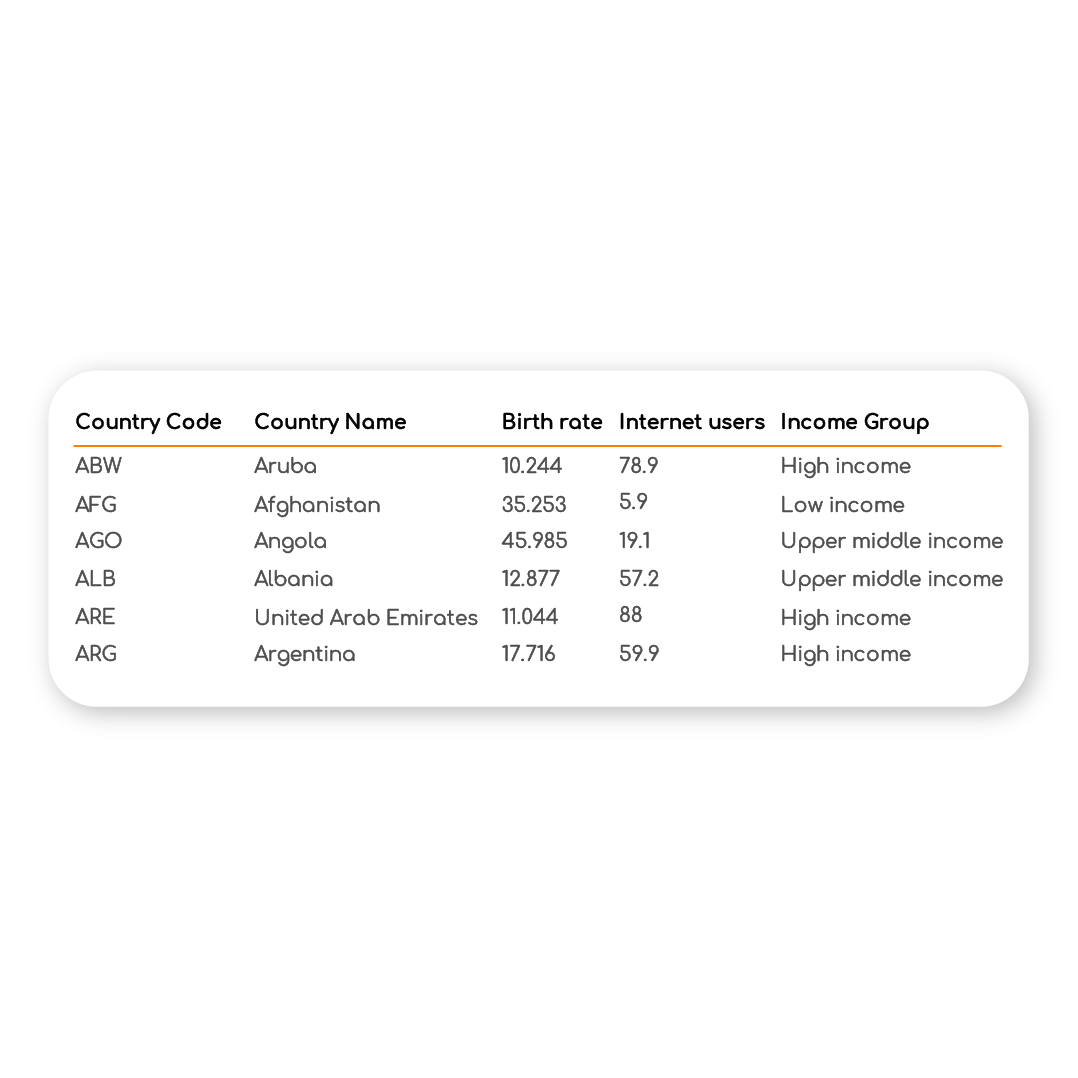 Country Code Country Name Birth rate Internet users Income Group
ABW Aruba 10.244 78.9 High income
AFG Afghanistan 35.253 5.9 Low income
AGO Angola 45.985 19.1 Upper middle income
ALB Albania 12.877 57.2 Upper middle income
ARE United Arab Emirates 11.044 88 High income
ARG Argentina 17.716 59.9 High income